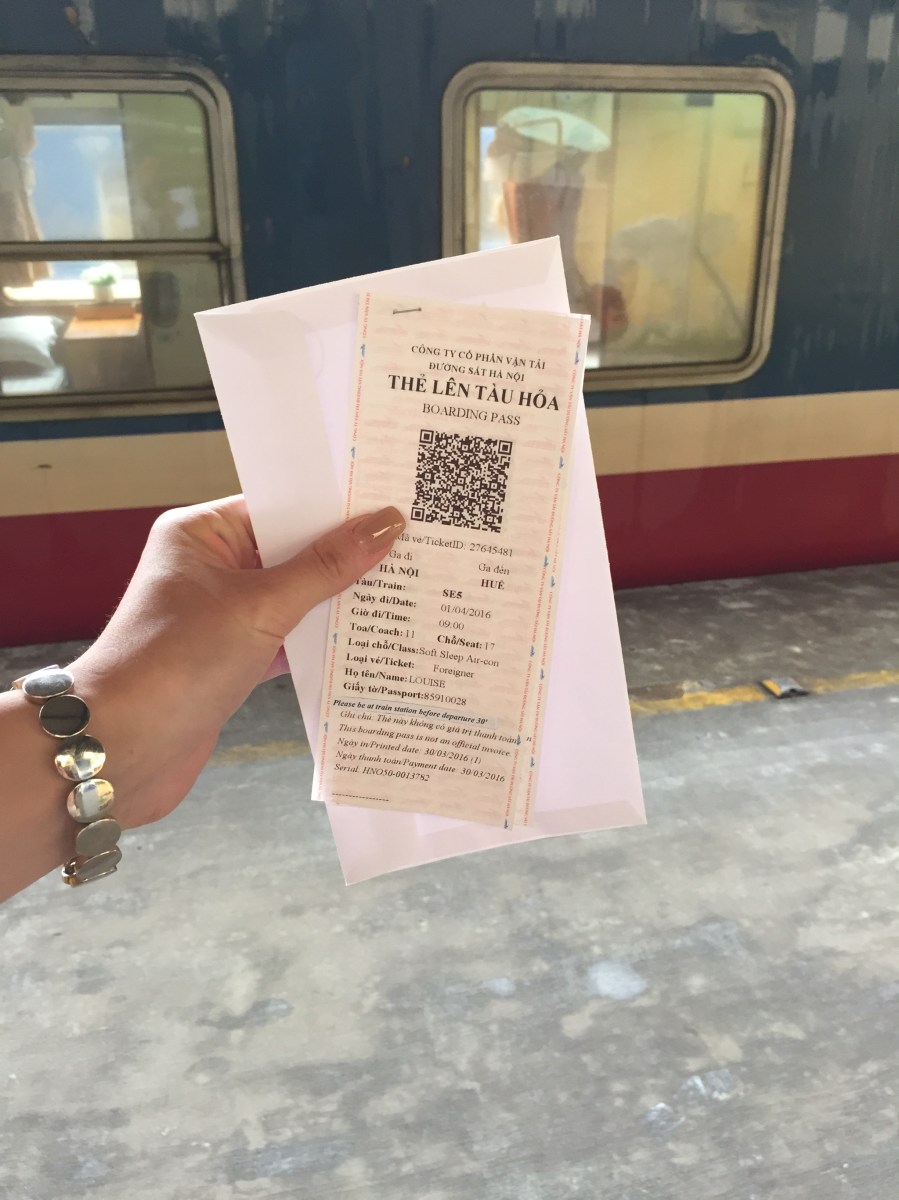 CÔNG TY CỔ PHẦN VẬN TẢI
ĐƯỜNG SẮT HÀ NỘI
THẺ LÊN TÀU HỎA
BOARDING PASS
Mã vé/TicketID: 27645481
Ga đi Ga đến
HÀ NỘI HUẾ
Tàu/Train: SE5
Ngày đi/Date: 01/04/2016
Giờ đi/Time: 09:00
Toa/Coach: 11 Chỗ/Seat: 17
Loại chỗ/Class: Soft Sleep Air-con
Loại vé/Ticket: Foreigner
Họ tên/Name: LOUISE
Giấy tờ/Passport: 85910028
Please be at train station before departure 30'
Ghi chú: Thẻ này không có giá trị thanh toán
This boarding pass is not an official invoice
Ngày in/Printed date: 30/03/2016 (1)
Ngày thanh toán/Payment date: 30/03/2016
Serial: HNO50-0013782